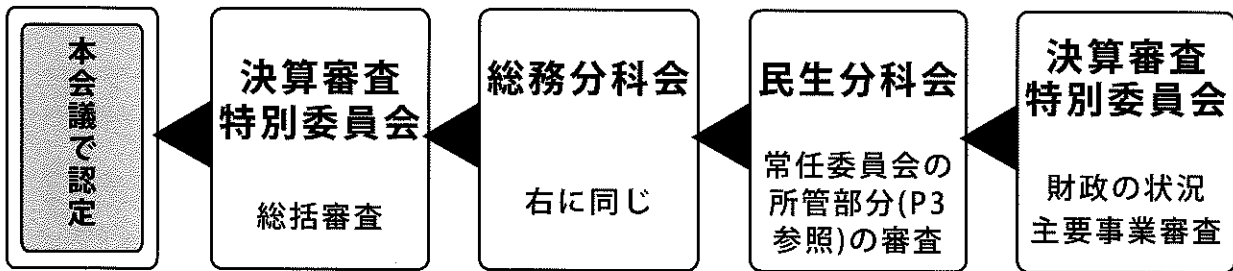 決算審査
特別委員会
財政の状況
主要事業審査
民生分科会
常任委員会の
所管部分(P3
参照)の審査
総務分科会
右に同じ
決算審査
特別委員会
総括審査
本会議で認定